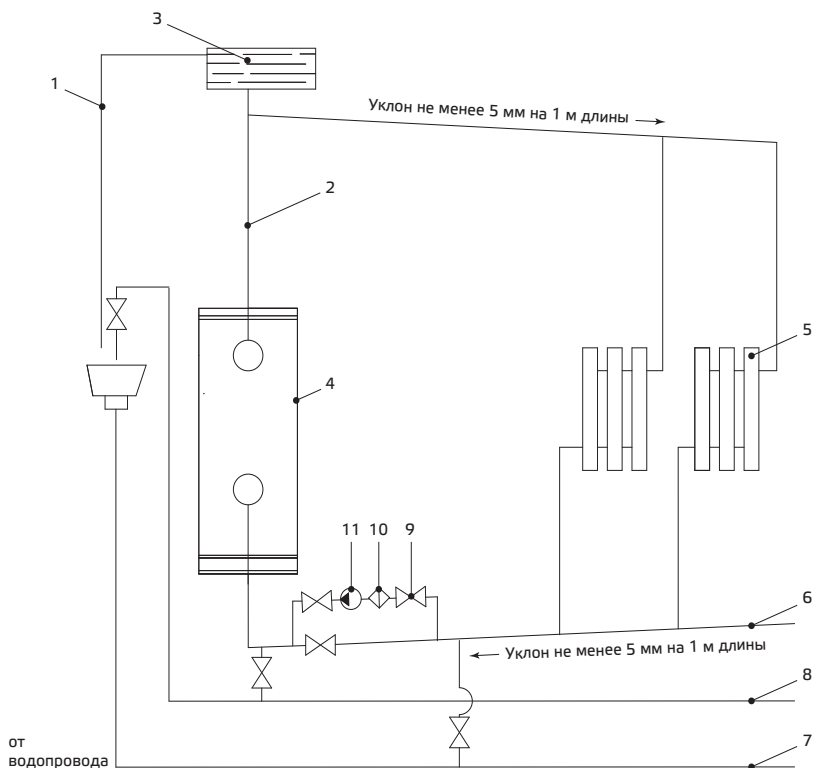 3
1
Уклон не менее 5 мм на 1 м длины
2
5
4
11 10 9
6
Уклон не менее 5 мм на 1 м длины
8
от
водопровода
7